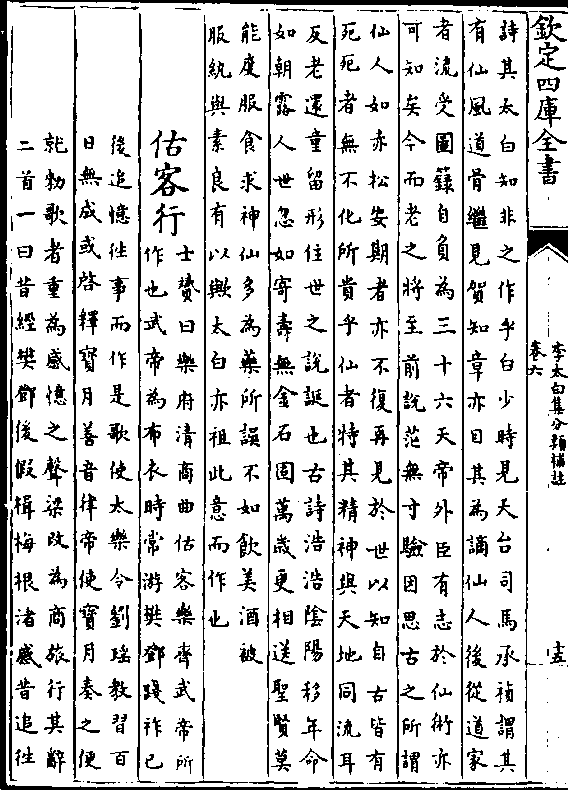 欽定四庫全書
李太白集分類補註
卷六
十五
詩其太白知非之作乎白少時見天台司馬承禎謂其
有仙風道骨繼見賀知章亦目其為謫仙人後從道家
者流受圖籙自負為三十六天帝外臣有志於仙術亦
可知矣今而老之將至前說茫無寸驗因思古之所謂
仙人如赤松安期者亦不復再見於世以知自古皆有
死死者無不化所貴乎仙者特其精神與天地同流耳
反老還童留形住世之說誕也古詩浩浩陰陽移年命
如朝露人世忽如寄壽無金石固萬歲更相送聖賢莫
能度服食求神仙多為藥所誤不如飲美酒被
服紈與素良有以歟太白亦祖此意而作也
估客行
士贇曰樂府清商曲估客樂齊武帝所
作也武帝為布衣時常游樊鄧踐祚已
後追憶往事而作是歌使太樂令劉瑤教習百
日無成或啓釋寳月善音律帝使寳月奏之便
就勑歌者重為感憶之聲梁改為商旅行其辭
二首一曰昔經樊鄧後假楫梅根渚感昔追往